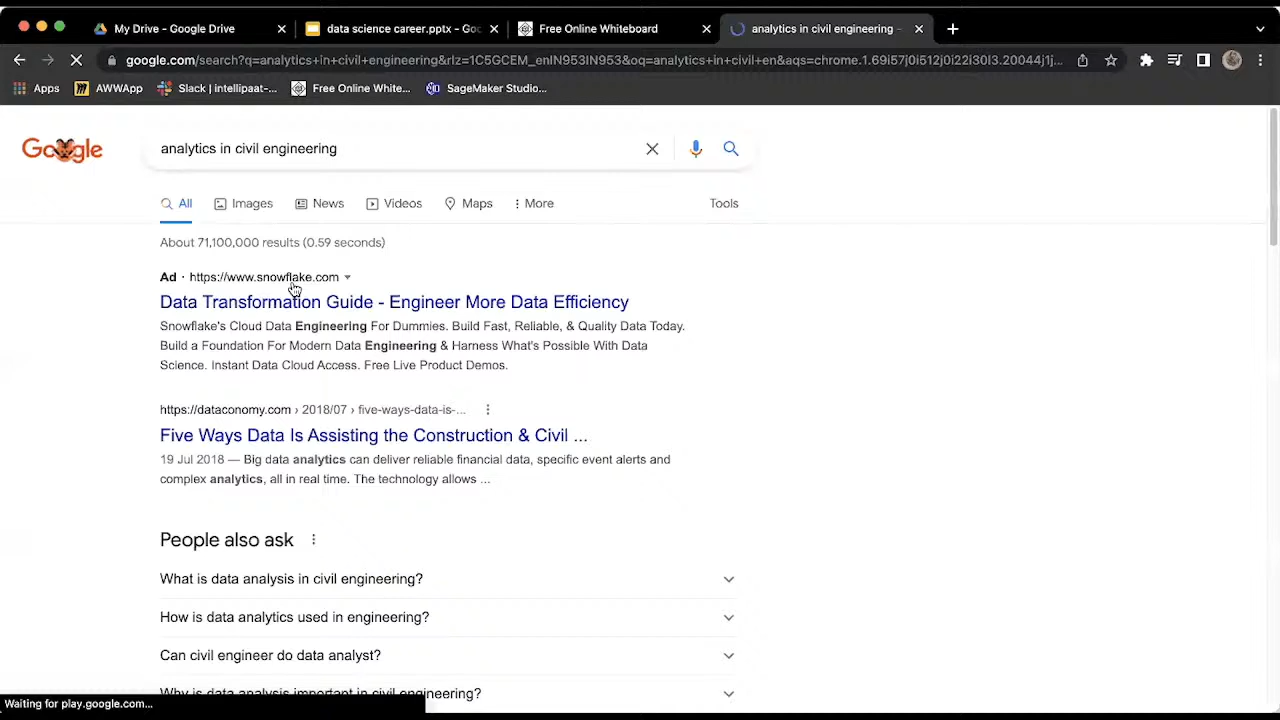 My Drive - Google Drive
data science career.pptx - Goo
Free Online Whiteboard
analytics in civil engineering -
google.com/search?q=analytics+in+civil+engineering&rlz=1C5GCEM_enIN953IN953&oq=analytics+in+civil+en&aqs=chrome.1.69i57j0i512j0i22i30l3.20044j1j...
Apps
AWWApp
Slack | intellipaat-...
Free Online White...
SageMaker Studio...
Google
analytics in civil engineering
All
Images
News
Videos
Maps
More
Tools
About 71,100,000 results (0.59 seconds)
Ad · https://www.snowflake.com
Data Transformation Guide - Engineer More Data Efficiency
Snowflake's Cloud Data Engineering For Dummies. Build Fast, Reliable, & Quality Data Today.
Build a Foundation For Modern Data Engineering & Harness What's Possible With Data
Science. Instant Data Cloud Access. Free Live Product Demos.
https://dataconomy.com › 2018/07 › five-ways-data-is-...
Five Ways Data Is Assisting the Construction & Civil ...
19 Jul 2018 — Big data analytics can deliver reliable financial data, specific event alerts and
complex analytics, all in real time. The technology allows ...
People also ask
What is data analysis in civil engineering?
How is data analytics used in engineering?
Can civil engineer do data analyst?
Why is data analysis important in civil engineering?
Waiting for play.google.com...